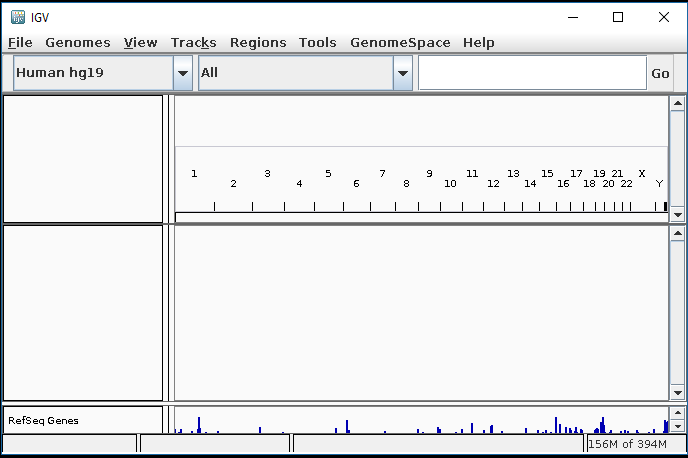 IGV
File Genomes View Tracks Regions Tools GenomeSpace Help
Human hg19 All Go
1 3 5 7 9 11 13 15 17 19 21 X
2 4 6 8 10 12 14 16 18 20 22 Y
RefSeq Genes
156M of 394M